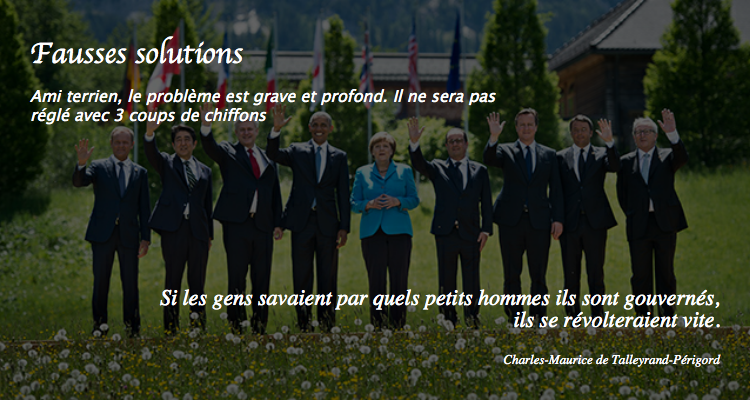 Fausses solutions
Ami terrien, le problème est grave et profond. Il ne sera pas
réglé avec 3 coups de chiffons
Si les gens savaient par quels petits hommes ils sont gouvernés,
ils se révolteraient vite.
Charles-Maurice de Talleyrand-Périgord